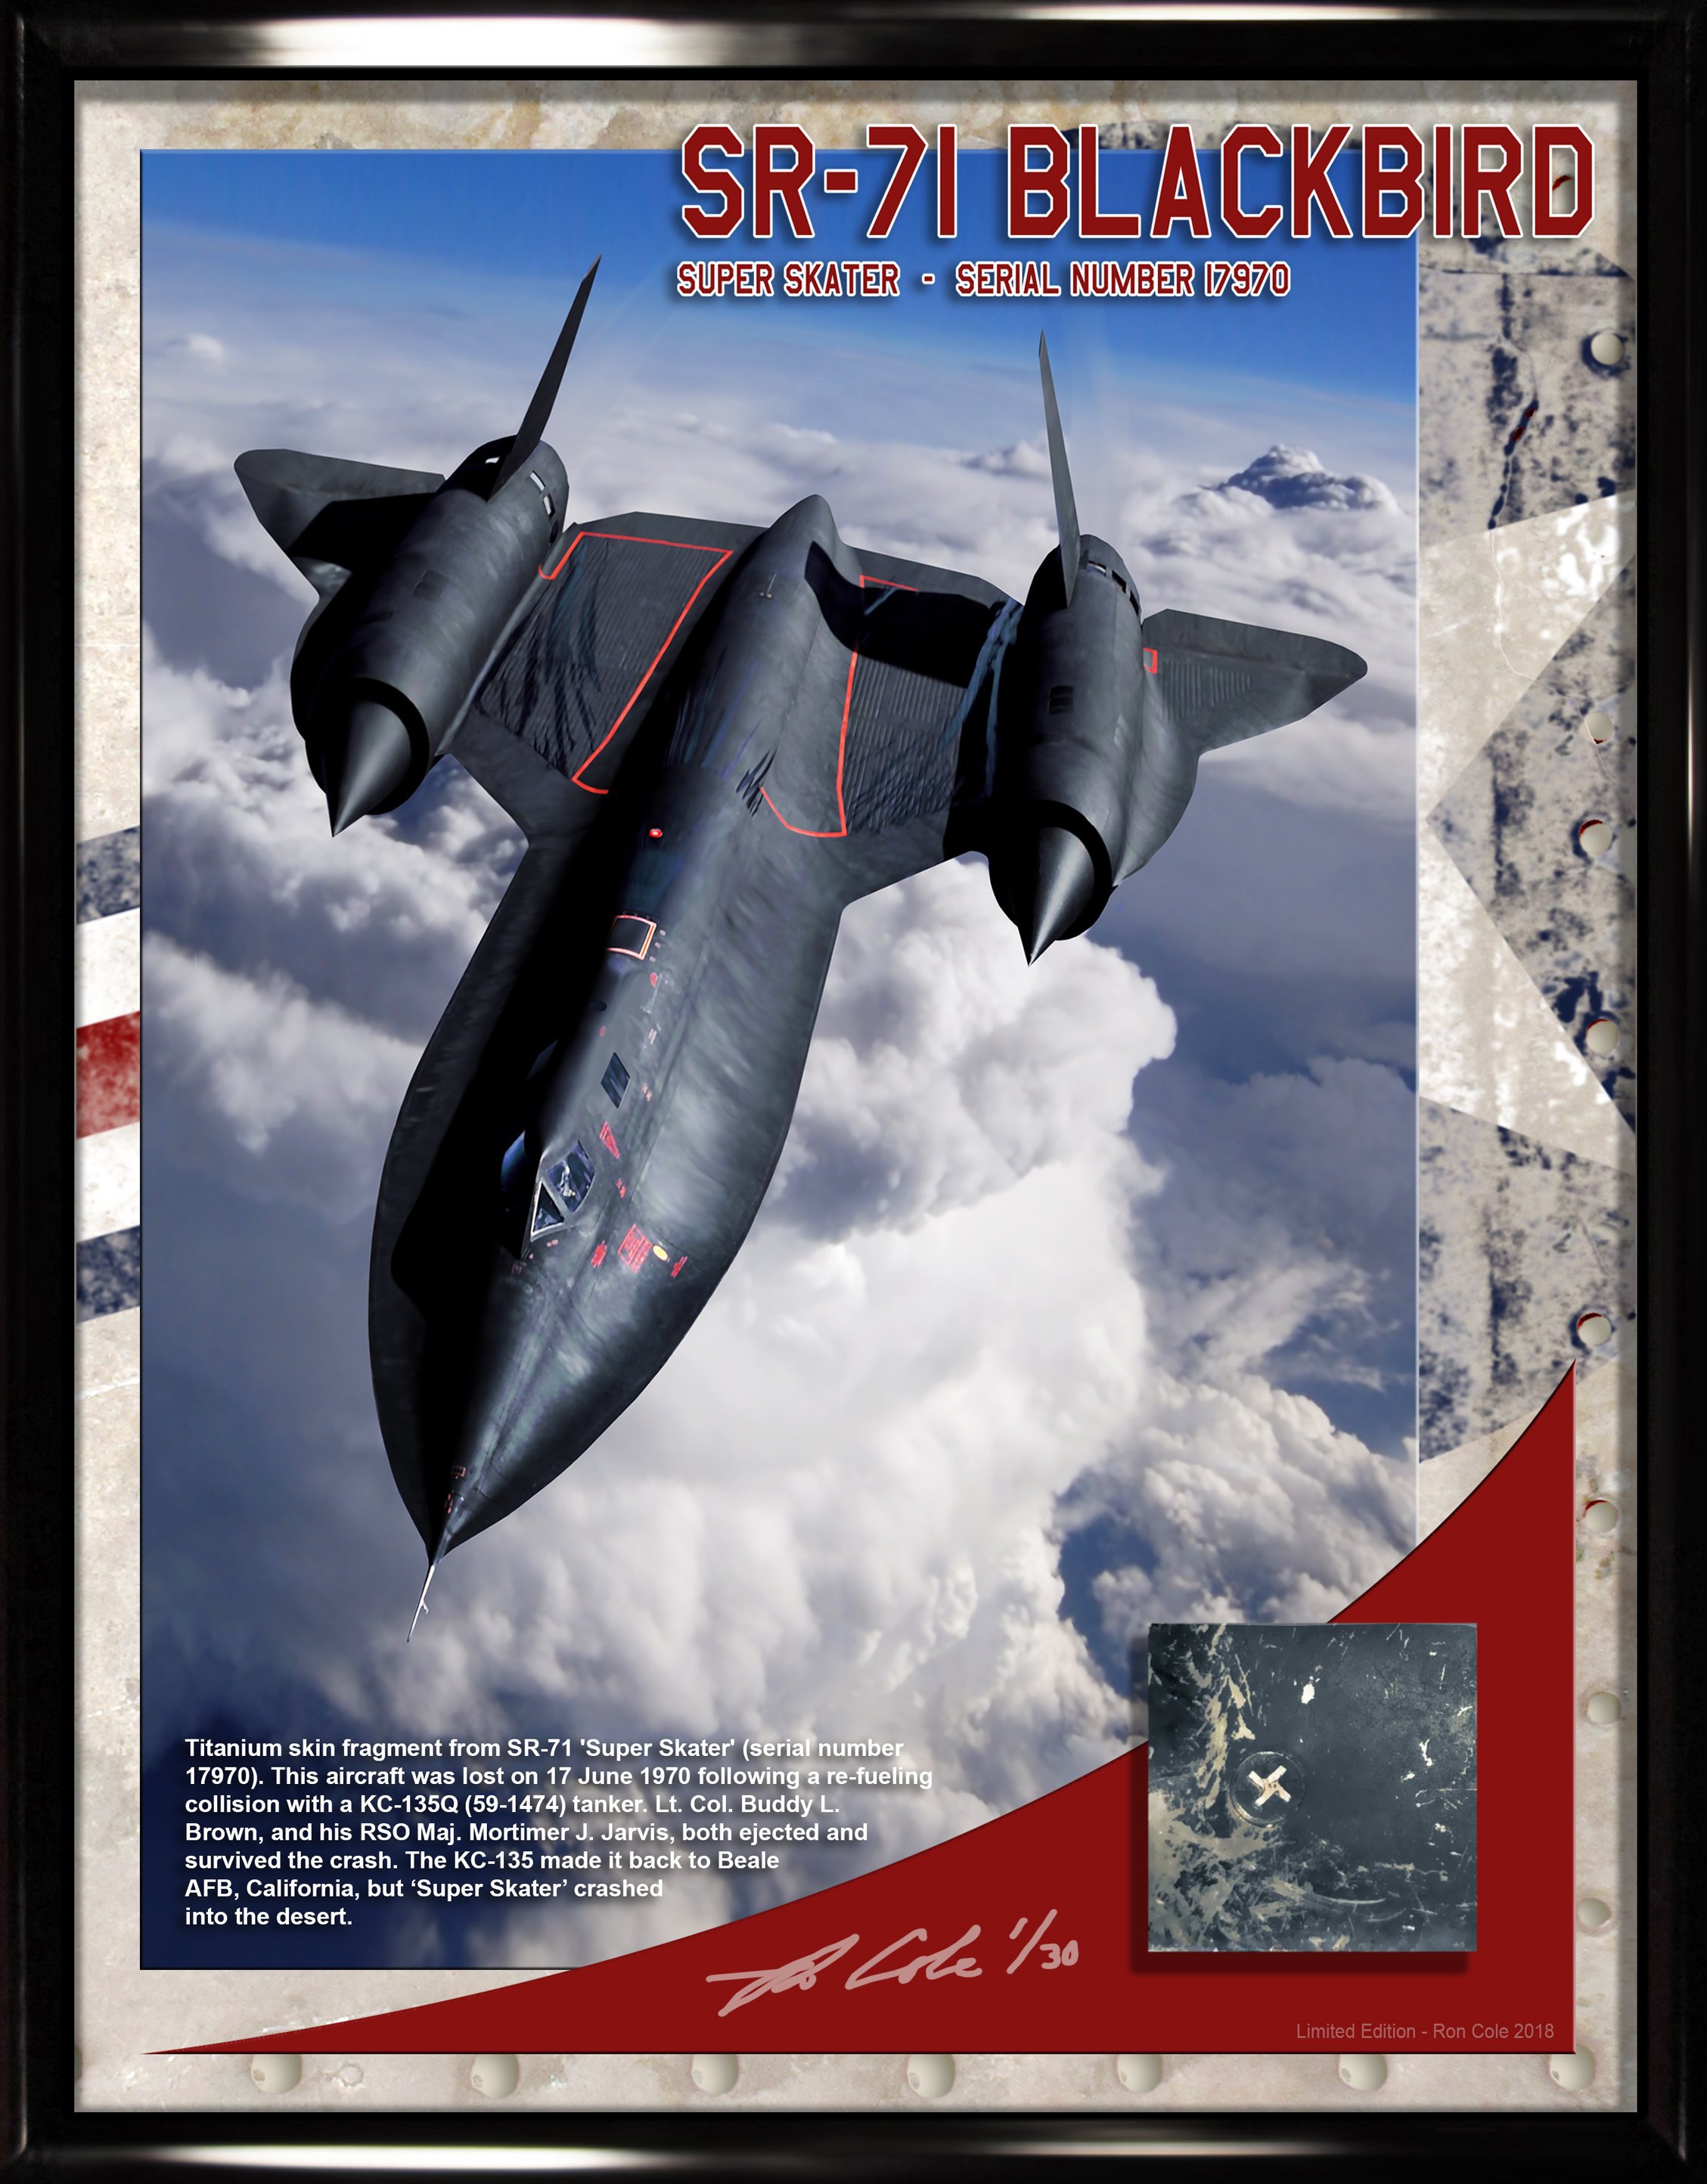 SR-71 BLACKBIRD
SUPER SKATER - SERIAL NUMBER 17970
Titanium skin fragment from SR-71 'Super Skater' (serial number
17970). This aircraft was lost on 17 June 1970 following a re-fueling
collision with a KC-135Q (59-1474) tanker. Lt. Col. Buddy L.
Brown, and his RSO Maj. Mortimer J. Jarvis, both ejected and
survived the crash. The KC-135 made it back to Beale
AFB, California, but ‘Super Skater’ crashed
into the desert.
Cole 1/30
Limited Edition - Ron Cole 2018